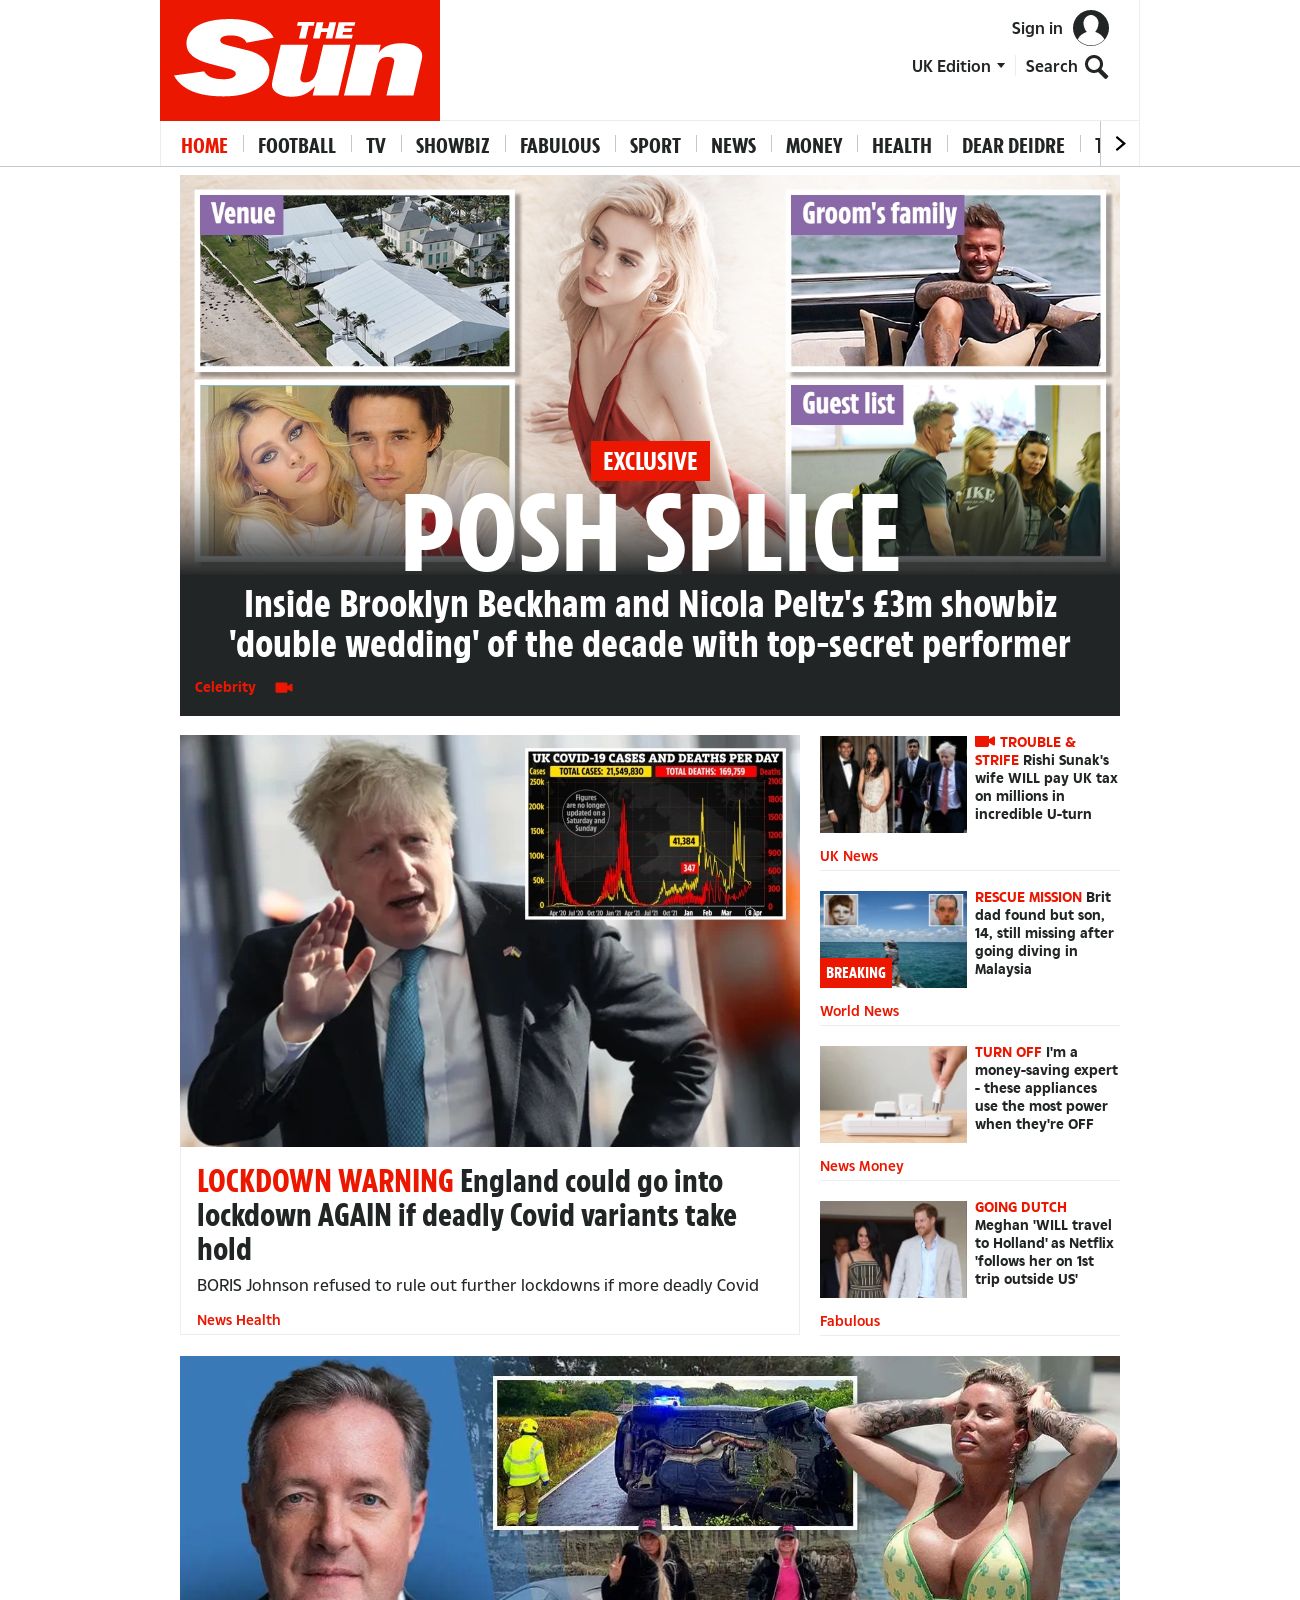 THE
Sun
Sign in
UK Edition
Search
HOME
FOOTBALL
TV
SHOWBIZ
FABULOUS
SPORT
NEWS
MONEY
HEALTH
DEAR DEIDRE
Venue
Groom's family
Guest list
NIKE
EXCLUSIVE
POSH SPLICE
Inside Brooklyn Beckham and Nicola Peltz's £3m showbiz
'double wedding' of the decade with top-secret performer
Celebrity
UK COVID-19 CASES AND DEATHS PER DAY
Cases
TOTAL CASES: 21,549,830
TOTAL DEATHS: 169,759
Deaths
250k
200k
150k
100k
50k
0
Figures
are no longer
updated on a
Saturday and
Sunday
41,384
347
2100
1800
1500
1200
900
600
300
0
Apr '20 Jul '20 Oct '20 Jan '21 Apr '21 Jul '21 Oct '21 Jan Feb Mar 8 Apr
LOCKDOWN WARNING England could go into
lockdown AGAIN if deadly Covid variants take
hold
BORIS Johnson refused to rule out further lockdowns if more deadly Covid
News Health
TROUBLE &
STRIFE Rishi Sunak's
wife WILL pay UK tax
on millions in
incredible U-turn
UK News
BREAKING
RESCUE MISSION Brit
dad found but son,
14, still missing after
going diving in
Malaysia
World News
TURN OFF I'm a
money-saving expert
- these appliances
use the most power
when they're OFF
News Money
GOING DUTCH
Meghan 'WILL travel
to Holland' as Netflix
'follows her on 1st
trip outside US'
Fabulous